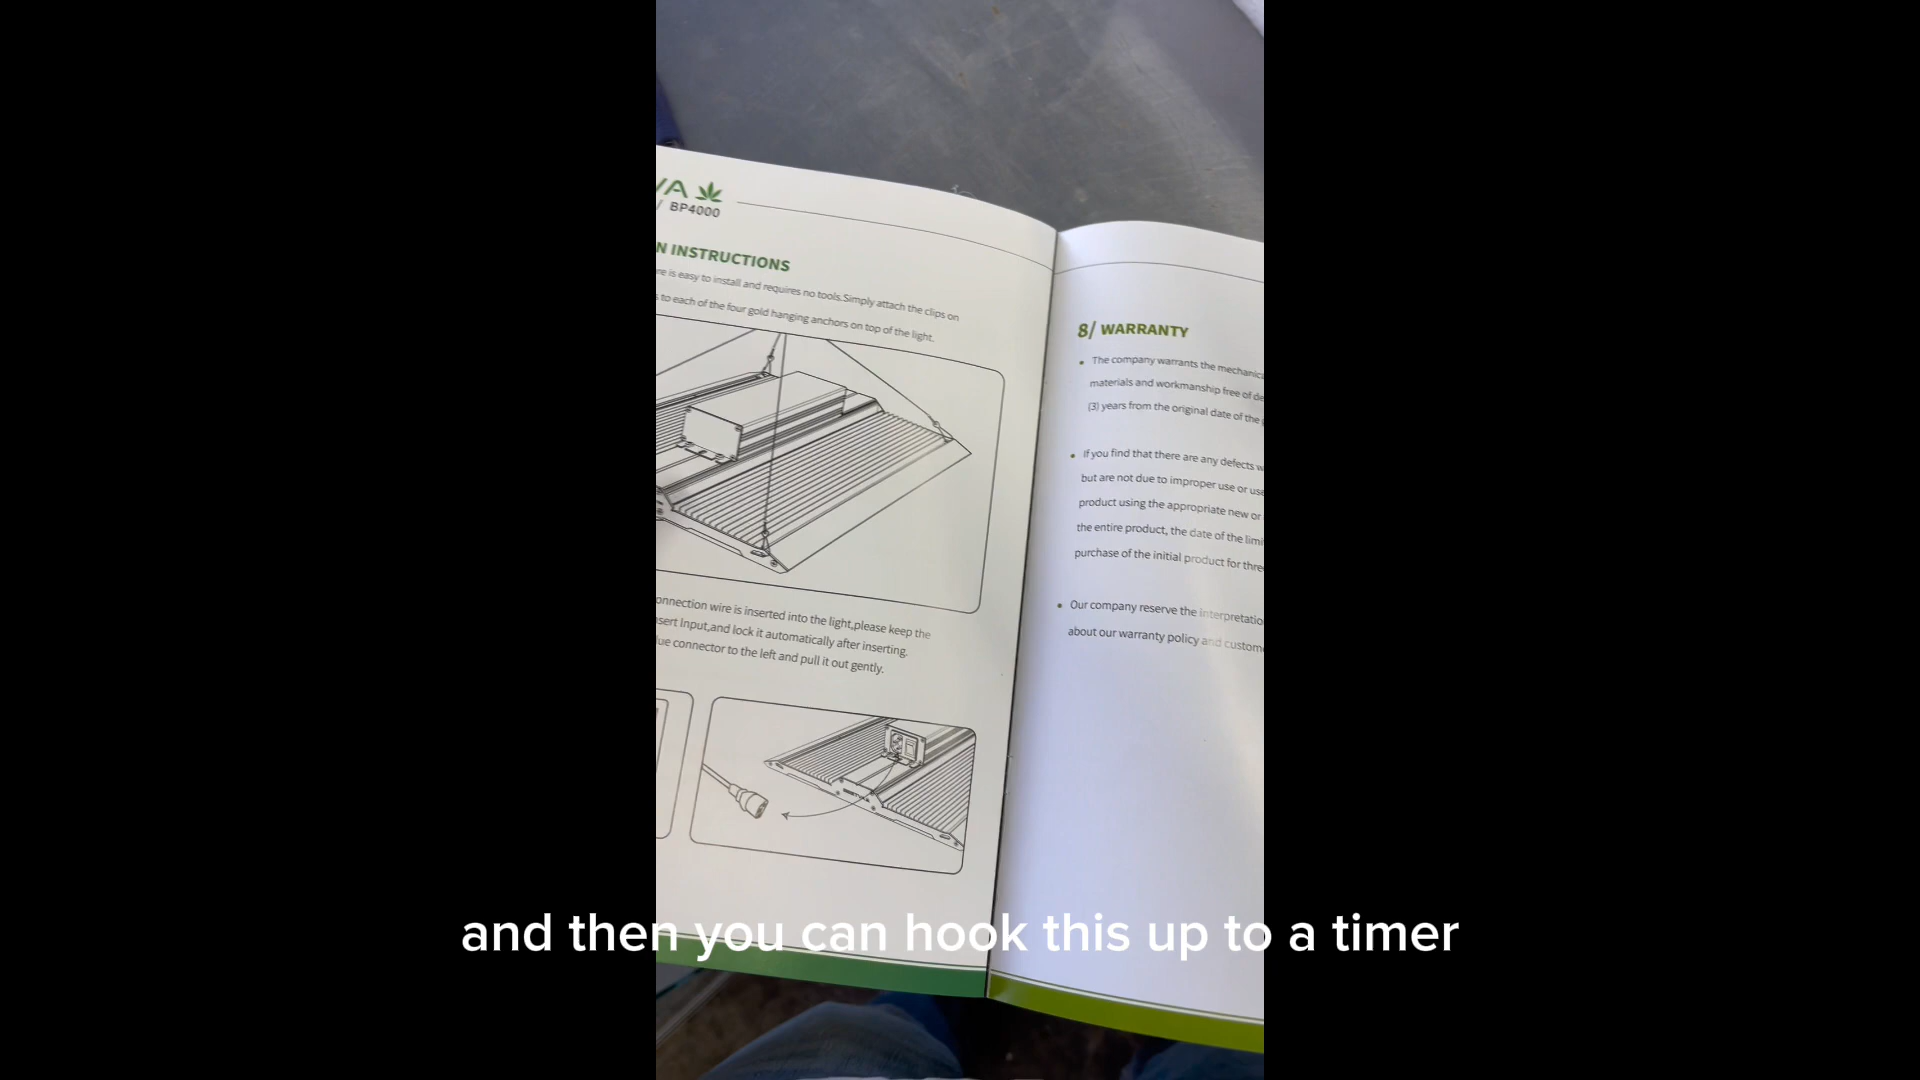 VA
/ BP4000
N INSTRUCTIONS
re is easy to install and requires no tools.Simply attach the clips on
s to each of the four gold hanging anchors on top of the light.
onnection wire is inserted into the light,please keep the
sert Input,and lock it automatically after inserting.
lue connector to the left and pull it out gently.
8/ WARRANTY
• The company warrants the mechanica
materials and workmanship free of de
(3) years from the original date of the
• If you find that there are any defects w
but are not due to improper use or use
product using the appropriate new or
the entire product, the date of the limi
purchase of the initial product for thre
• Our company reserve the interpretatio
about our warranty policy and custome
and then you can hook this up to a timer